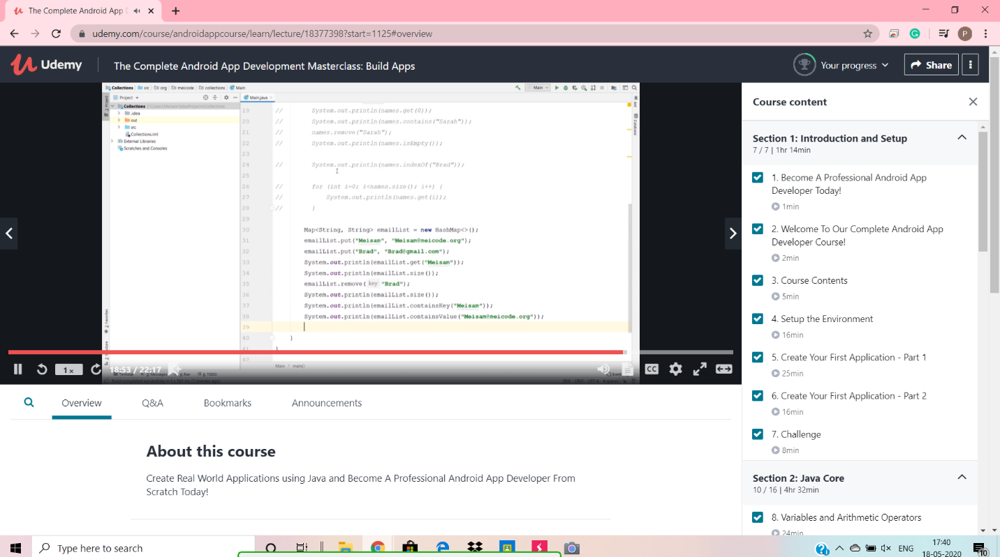 The Complete Android App
udemy.com/course/androidappcourse/learn/lecture/18377398?start=1125#overview
P
Udemy
The Complete Android App Development Masterclass: Build Apps
Your progress
Share
Collections src org meicode collections Main
Main
Project
Main.java
Collections
.idea
out
src
Collections.iml
External Libraries
Scratches and Consoles
Database
19 // System.out.println(names.get(0));
20 // System.out.println(names.contains("Sarah"));
21 // names.remove("Sarah");
22 // System.out.println(names.isEmpty());
23
24 // System.out.println(names.indexOf("Brad"));
25
26 // for (int i=0; i<names.size(); i++) {
27 // System.out.println(names.get(i));
28 // }
29
30 Map<String, String> emailList = new HashMap<>();
31 emailList.put("Meisam", "Meisam@meicode.org");
32 emailList.put("Brad", "Brad@gmail.com");
33 System.out.println(emailList.get("Meisam"));
34 System.out.println(emailList.size());
35 emailList.remove( key: "Brad");
36 System.out.println(emailList.size());
37 System.out.println(emailList.containsKey("Meisam"));
38 System.out.println(emailList.containsValue("Meisam@meicode.org"));
39
40 }
41 }
42
Main main()
1 x
18:53 / 22:17
Terminal Messages Run TODO
Event
CC
Overview
Q&A
Bookmarks
Announcements
About this course
Create Real World Applications using Java and Become A Professional Android App Developer From
Scratch Today!
Course content
Section 1: Introduction and Setup
7 / 7 | 1hr 14min
1. Become A Professional Android App
Developer Today!
1min
2. Welcome To Our Complete Android App
Developer Course!
2min
3. Course Contents
5min
4. Setup the Environment
16min
5. Create Your First Application - Part 1
25min
6. Create Your First Application - Part 2
16min
7. Challenge
8min
Section 2: Java Core
10 / 16 | 4hr 32min
8. Variables and Arithmetic Operators
24min
Type here to search
ENG
17:40
18-05-2020
10